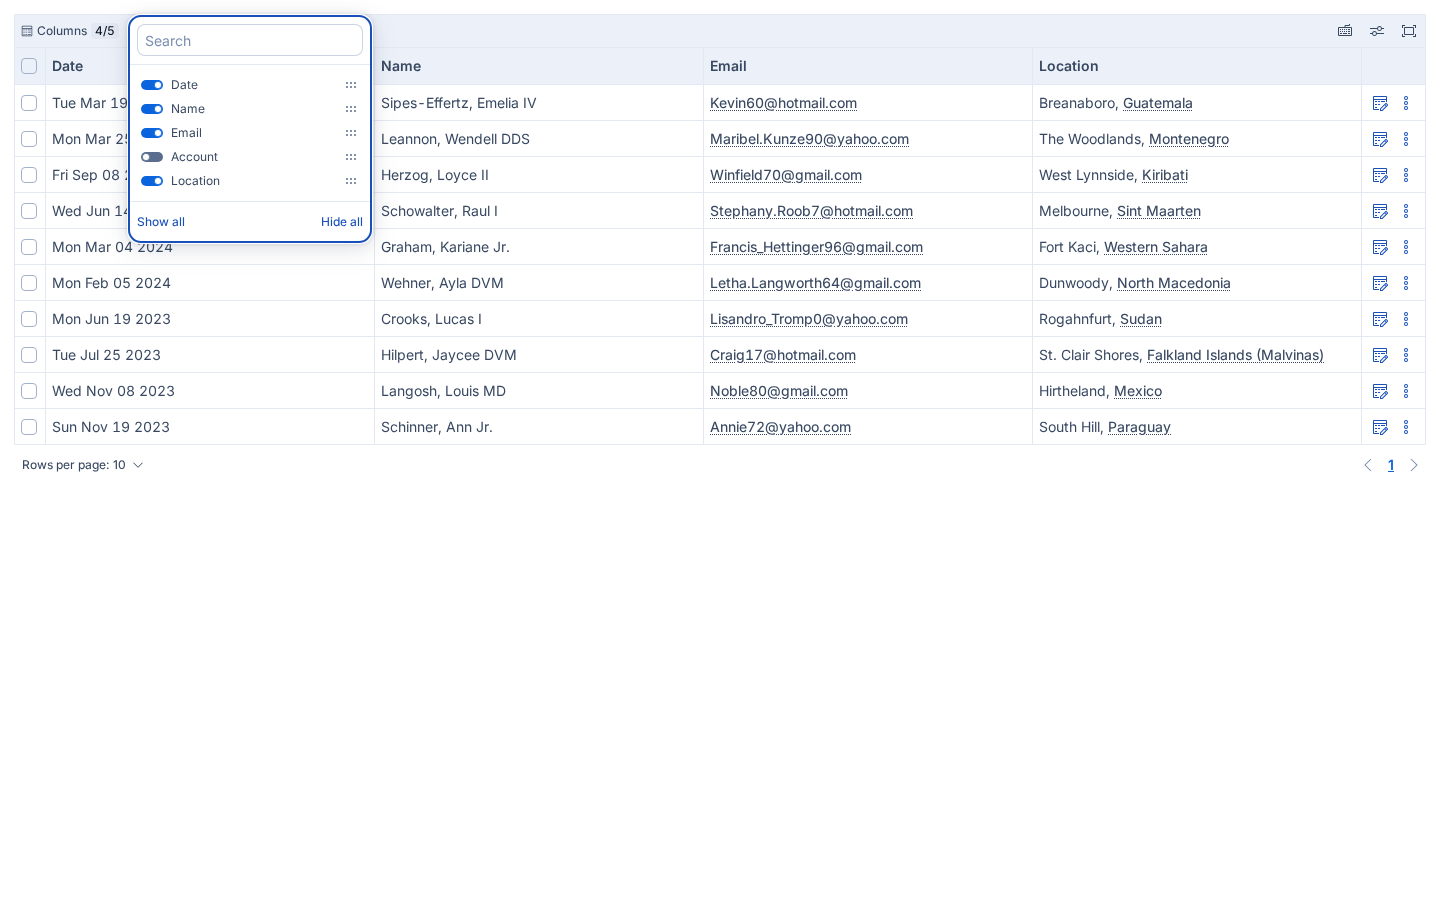 Columns 4/5
Search
Date Name Email Location
Date
Name
Email
Account
Location
Show all Hide all
Tue Mar 19 Sipes-Effertz, Emelia IV Kevin60@hotmail.com Breanaboro, Guatemala
Mon Mar Leannon, Wendell DDS Maribel.Kunze90@yahoo.com The Woodlands, Montenegro
Fri Sep 08 Herzog, Loyce II Winfield70@gmail.com West Lynnside, Kiribati
Wed Jun Schowalter, Raul I Stephany.Roob7@hotmail.com Melbourne, Sint Maarten
Mon Mar 04 2024 Graham, Kariane Jr. Francis_Hettinger96@gmail.com Fort Kaci, Western Sahara
Mon Feb 05 2024 Wehner, Ayla DVM Letha.Langworth64@gmail.com Dunwoody, North Macedonia
Mon Jun 19 2023 Crooks, Lucas I Lisandro_Tromp0@yahoo.com Rogahnfurt, Sudan
Tue Jul 25 2023 Hilpert, Jaycee DVM Craig17@hotmail.com St. Clair Shores, Falkland Islands (Malvinas)
Wed Nov 08 2023 Langosh, Louis MD Noble80@gmail.com Hirtheland, Mexico
Sun Nov 19 2023 Schinner, Ann Jr. Annie72@yahoo.com South Hill, Paraguay
Rows per page: 10 1